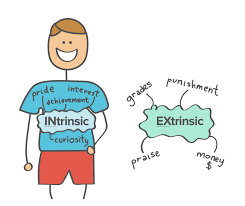 pride
interest
achievement
INtrinsic
curiosity
grades
punishment
EXtrinsic
praise
money
$